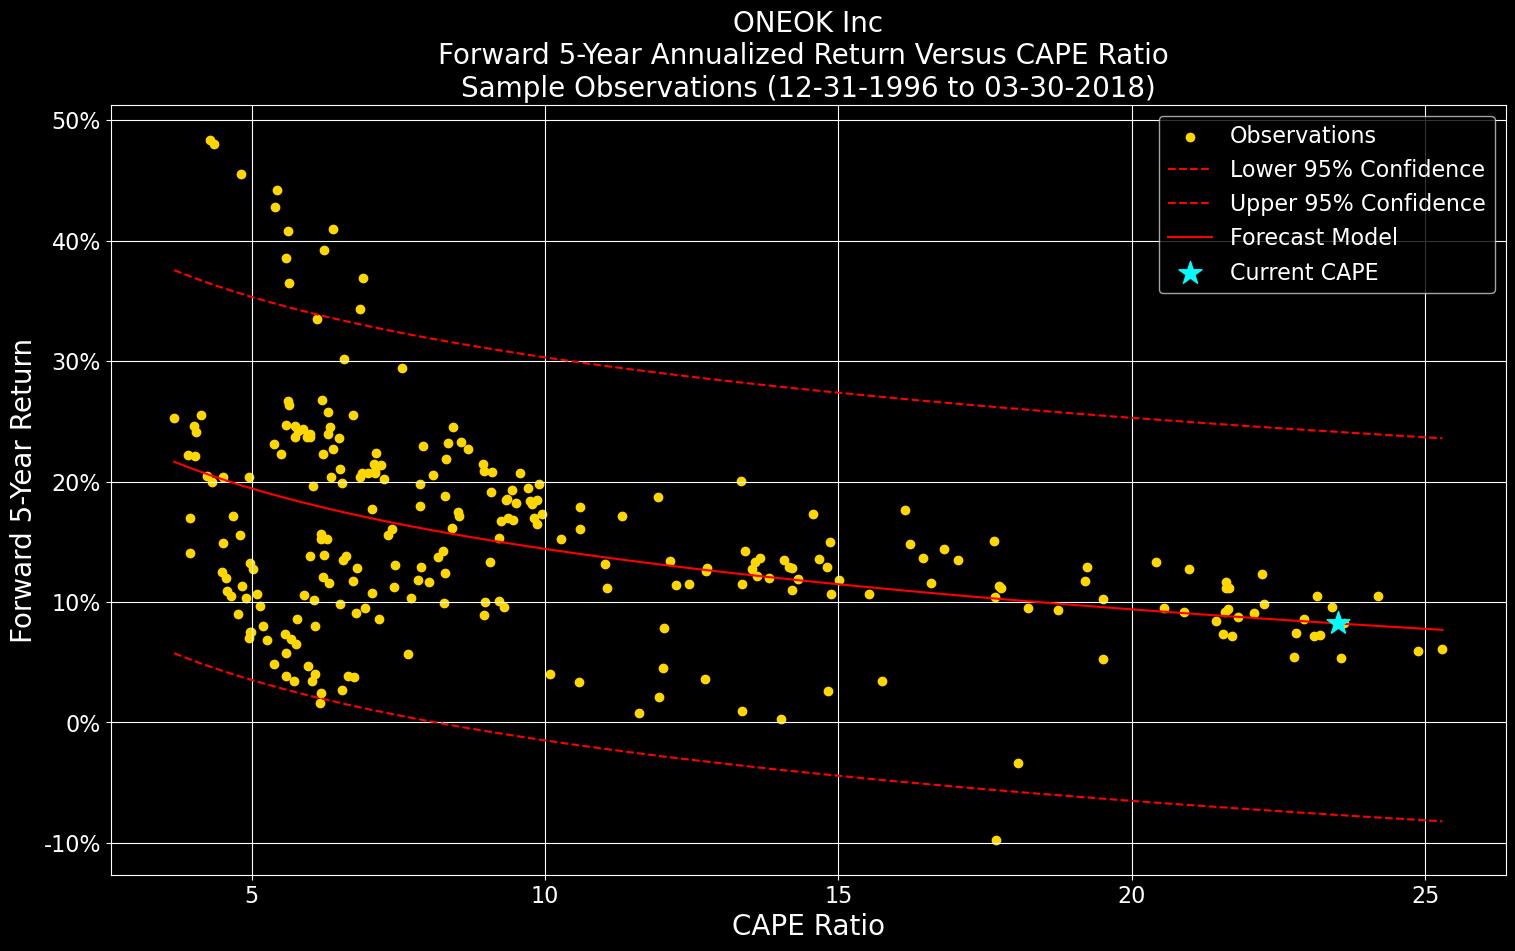 ONEOK Inc
Forward 5-Year Annualized Return Versus CAPE Ratio
Sample Observations (12-31-1996 to 03-30-2018)
Observations
Lower 95% Confidence
Upper 95% Confidence
Forecast Model
Current CAPE
Forward 5-Year Return
50%
40%
30%
20%
10%
0%
-10%
5
10
15
20
25
CAPE Ratio